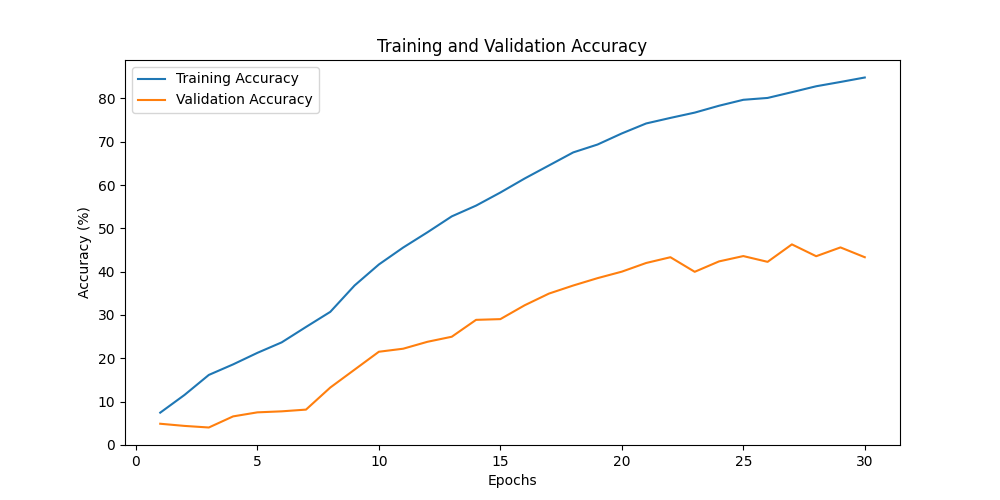 Training and Validation Accuracy
Training Accuracy
Validation Accuracy
Accuracy (%)
80
70
60
50
40
30
20
10
0
0 5 10 15 20 25 30
Epochs